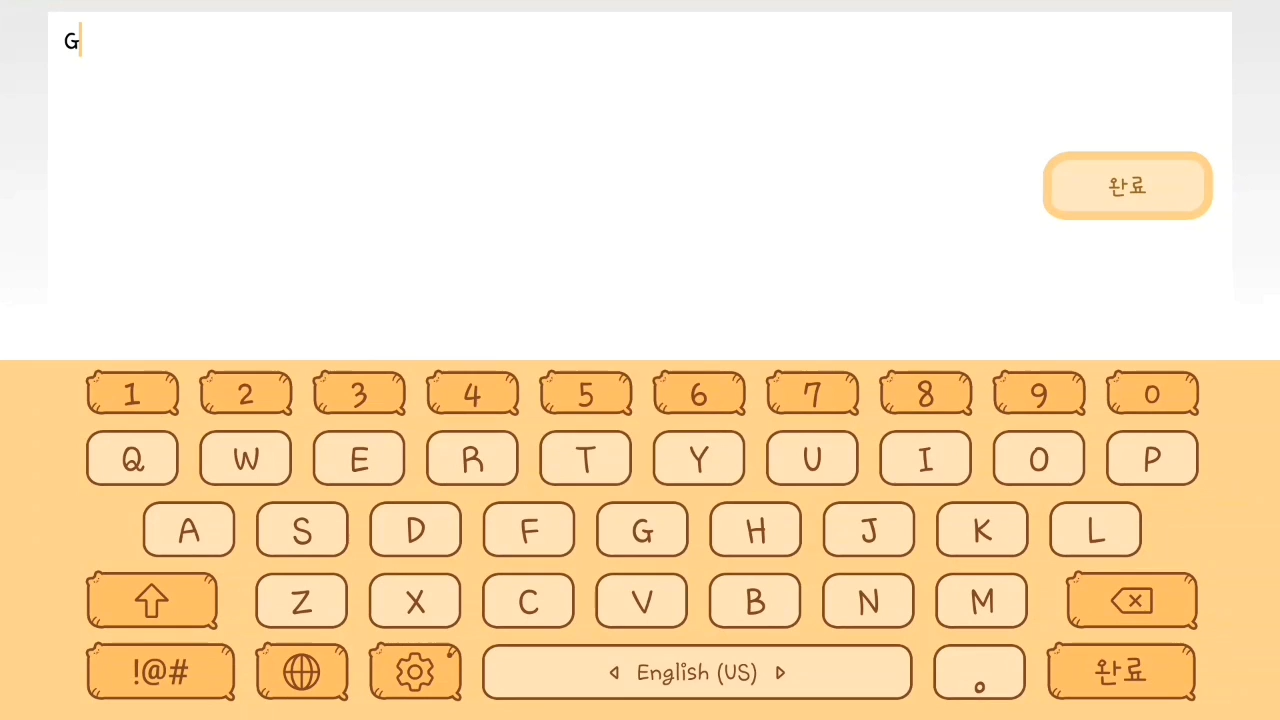 G
완료
1 2 3 4 5 6 7 8 9 0
Q W E R T Y U I O P
A S D F G H J K L
Z X C V B N M
!@# English (US) . 완료